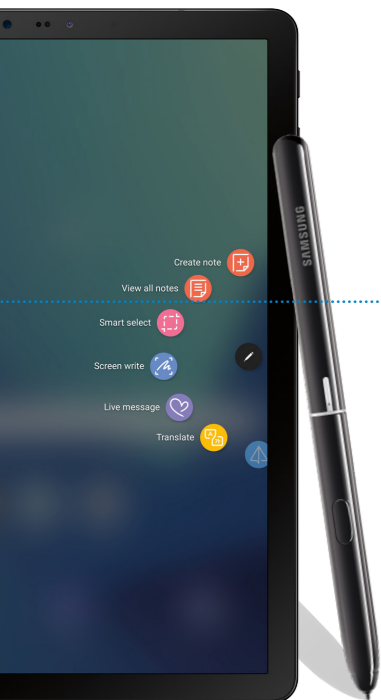 SAMSUNG
Create note
View all notes
Smart select
Screen write
Live message
Translate